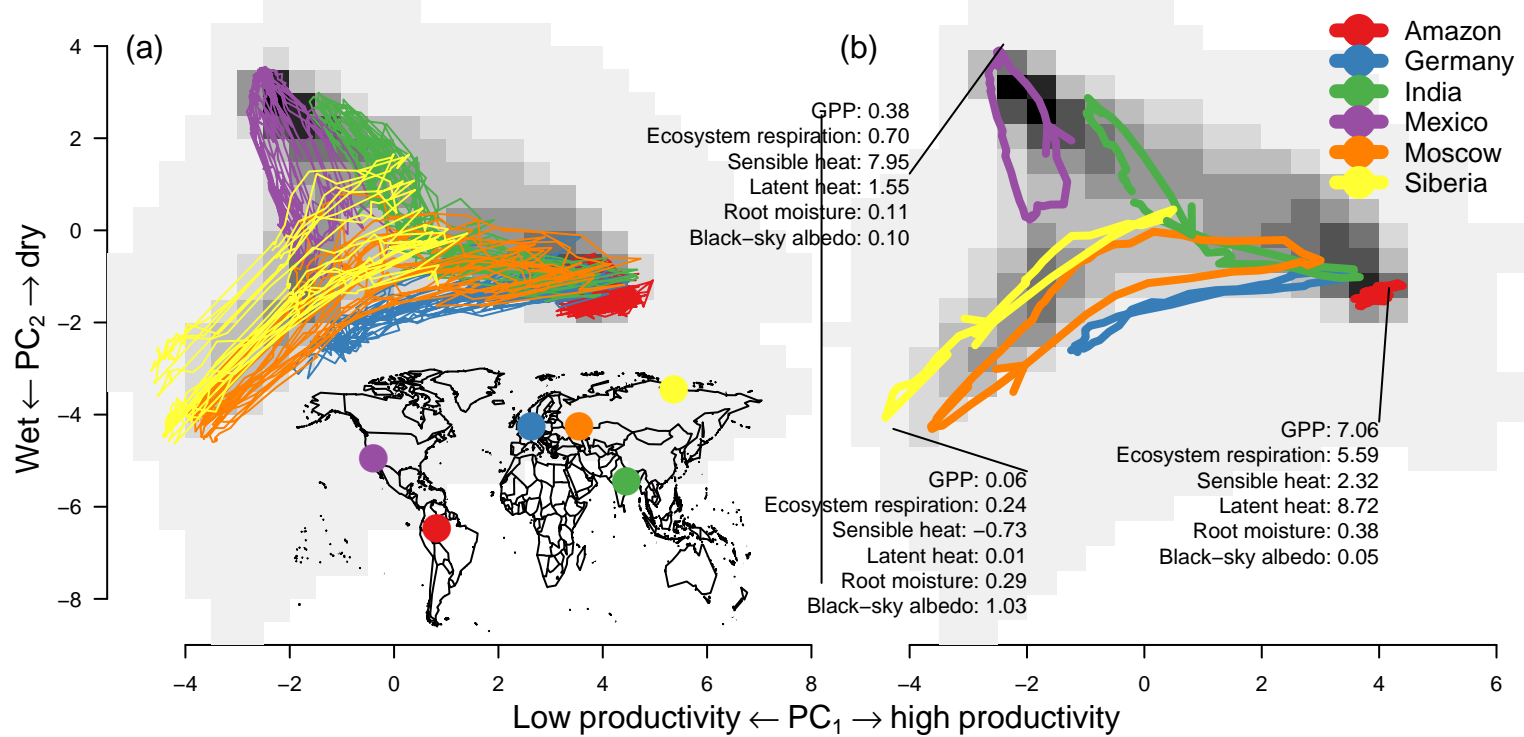 (a)
(b)
Amazon
Germany
India
Mexico
Moscow
Siberia
GPP: 0.38
Ecosystem respiration: 0.70
Sensible heat: 7.95
Latent heat: 1.55
Root moisture: 0.11
Black−sky albedo: 0.10
GPP: 7.06
Ecosystem respiration: 5.59
Sensible heat: 2.32
Latent heat: 8.72
Root moisture: 0.38
Black−sky albedo: 0.05
GPP: 0.06
Ecosystem respiration: 0.24
Sensible heat: −0.73
Latent heat: 0.01
Root moisture: 0.29
Black−sky albedo: 1.03
4
2
0
−2
−4
−6
−8
Wet ← PC₂ → dry
−4 −2 0 2 4 6 8
−4 −2 0 2 4 6
Low productivity ← PC₁ → high productivity